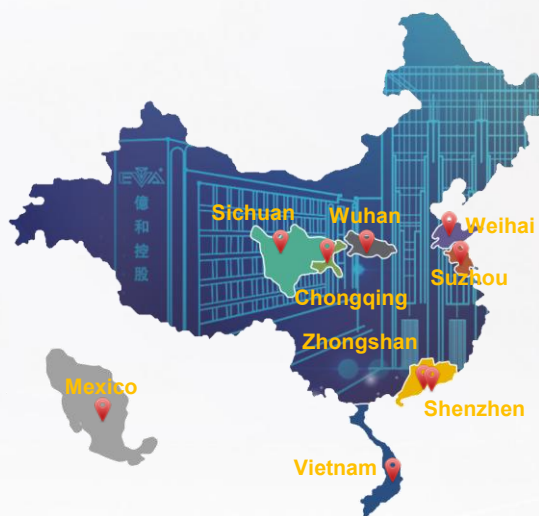 EVA
億和控股
Sichuan
Wuhan
Weihai
Suzhou
Chongqing
Zhongshan
Shenzhen
Mexico
Vietnam